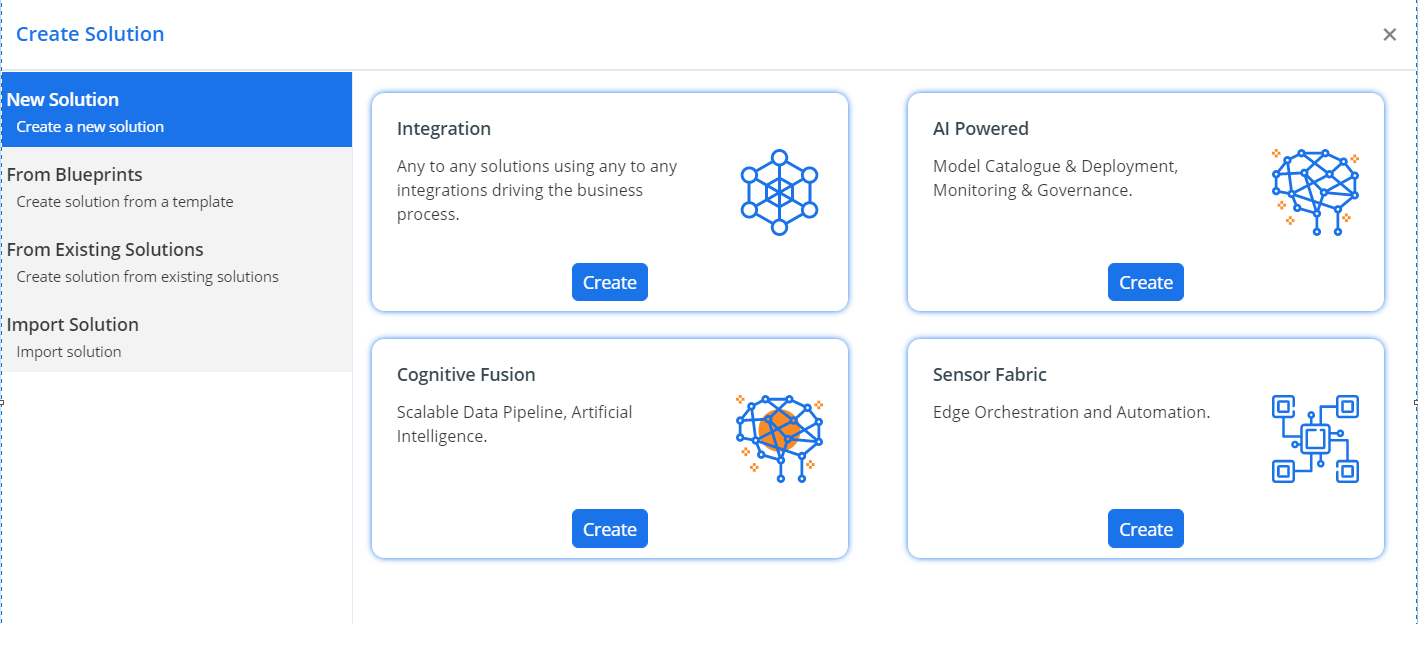 Create Solution
New Solution
Create a new solution
From Blueprints
Create solution from a template
From Existing Solutions
Create solution from existing solutions
Import Solution
Import solution
Integration
Any to any solutions using any to any
integrations driving the business
process.
Create
AI Powered
Model Catalogue & Deployment,
Monitoring & Governance.
Create
Cognitive Fusion
Scalable Data Pipeline, Artificial
Intelligence.
Create
Sensor Fabric
Edge Orchestration and Automation.
Create